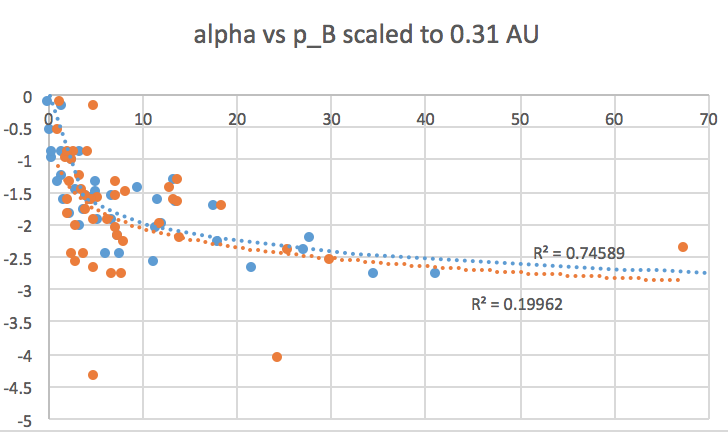 alpha vs p_B scaled to 0.31 AU
0
0 10 20 30 40 50 60 70
-0.5
-1
-1.5
-2
-2.5
R² = 0.74589
-3
R² = 0.19962
-3.5
-4
-4.5
-5